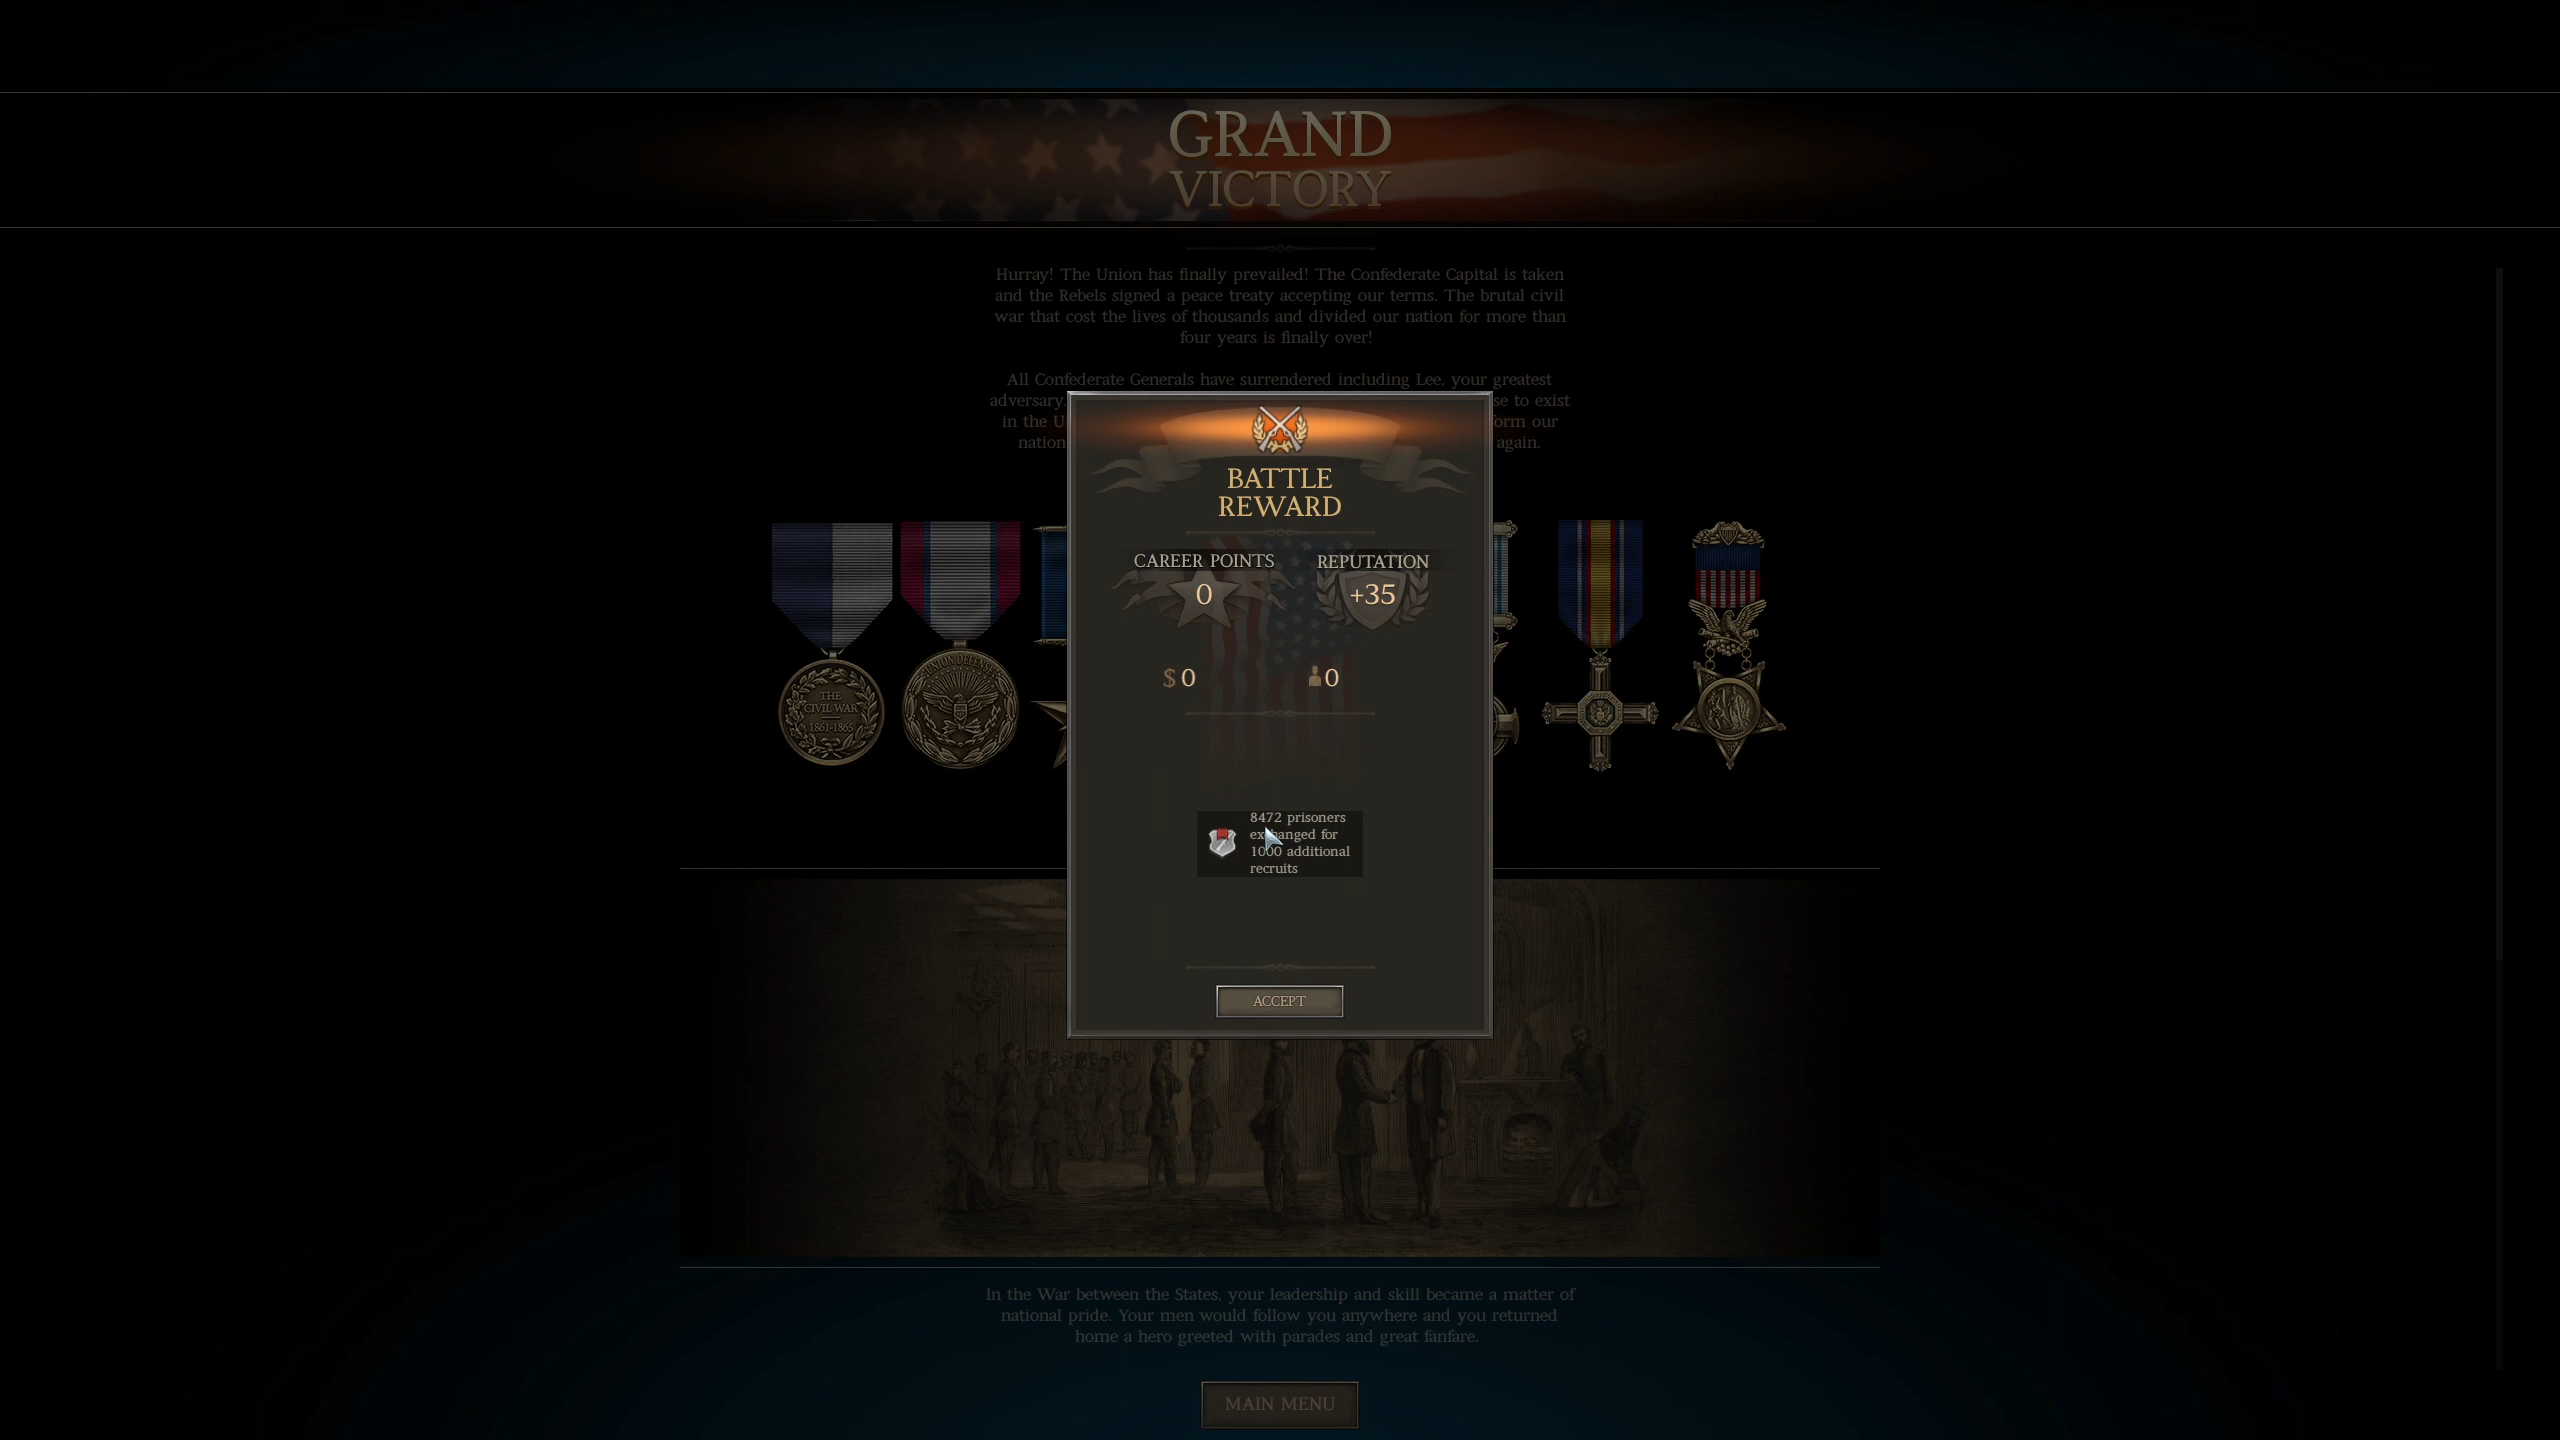 GRAND
VICTORY
Hurray! The Union has finally prevailed! The Confederate Capital is taken
and the Rebels signed a peace treaty accepting our terms. The brutal civil
war that cost the lives of thousands and divided our nation for more than
four years is finally over!
All Confederate Generals have surrendered including Lee, your greatest
adversary. se to exist
in the U orm our
nation again.
BATTLE
REWARD
CAREER POINTS
REPUTATION
0
+35
$ 0
0
UNION DEFENSE
THE
CIVIL WAR
1861-1865
8472 prisoners
exchanged for
1000 additional
recruits
ACCEPT
In the War between the States, your leadership and skill became a matter of
national pride. Your men would follow you anywhere and you returned
home a hero greeted with parades and great fanfare.
MAIN MENU